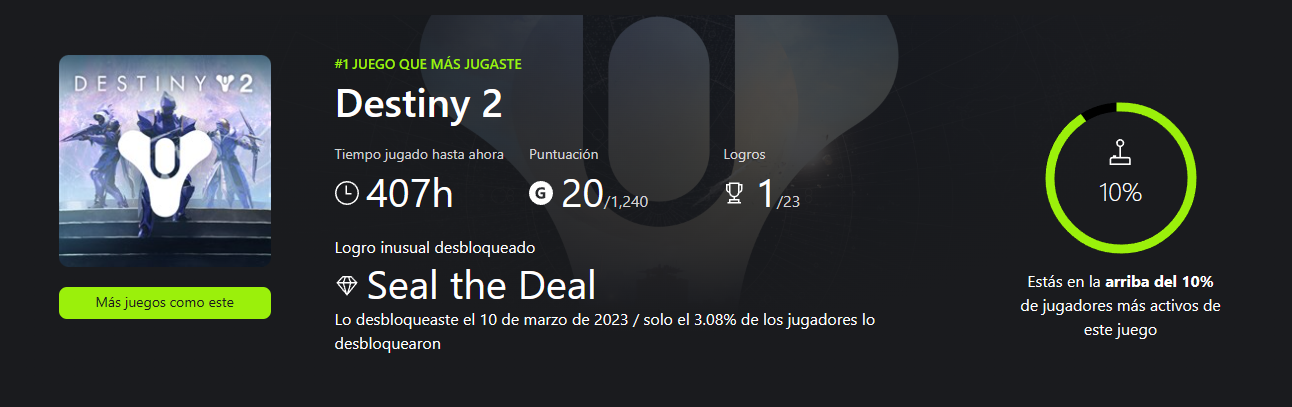 DESTINY 2
Más juegos como este
#1 JUEGO QUE MÁS JUGASTE
Destiny 2
Tiempo jugado hasta ahora
407h
Puntuación
G 20/1,240
Logros
1/23
Logro inusual desbloqueado
Seal the Deal
Lo desbloqueaste el 10 de marzo de 2023 / solo el 3.08% de los jugadores lo
desbloquearon
10%
Estás en la arriba del 10%
de jugadores más activos de
este juego